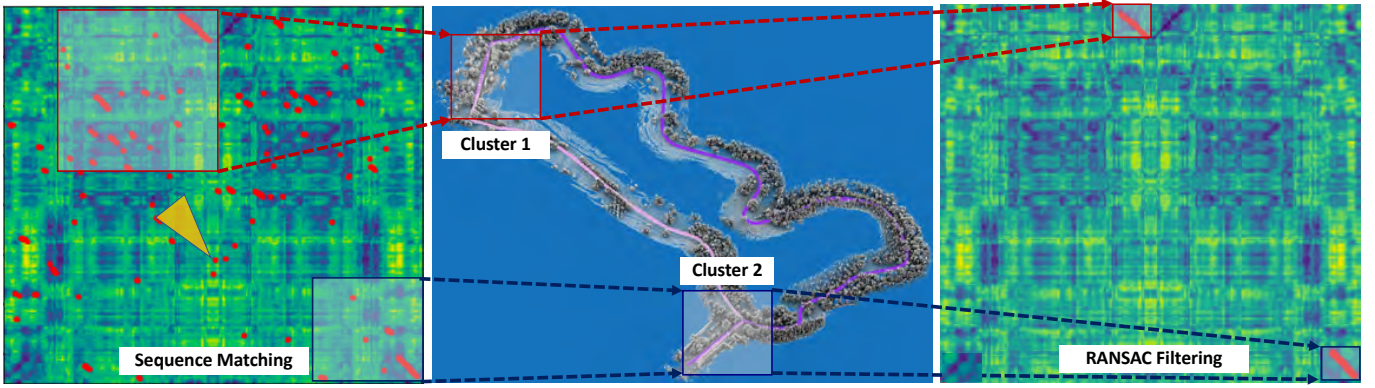 Cluster 1
Cluster 2
Sequence Matching
RANSAC Filtering